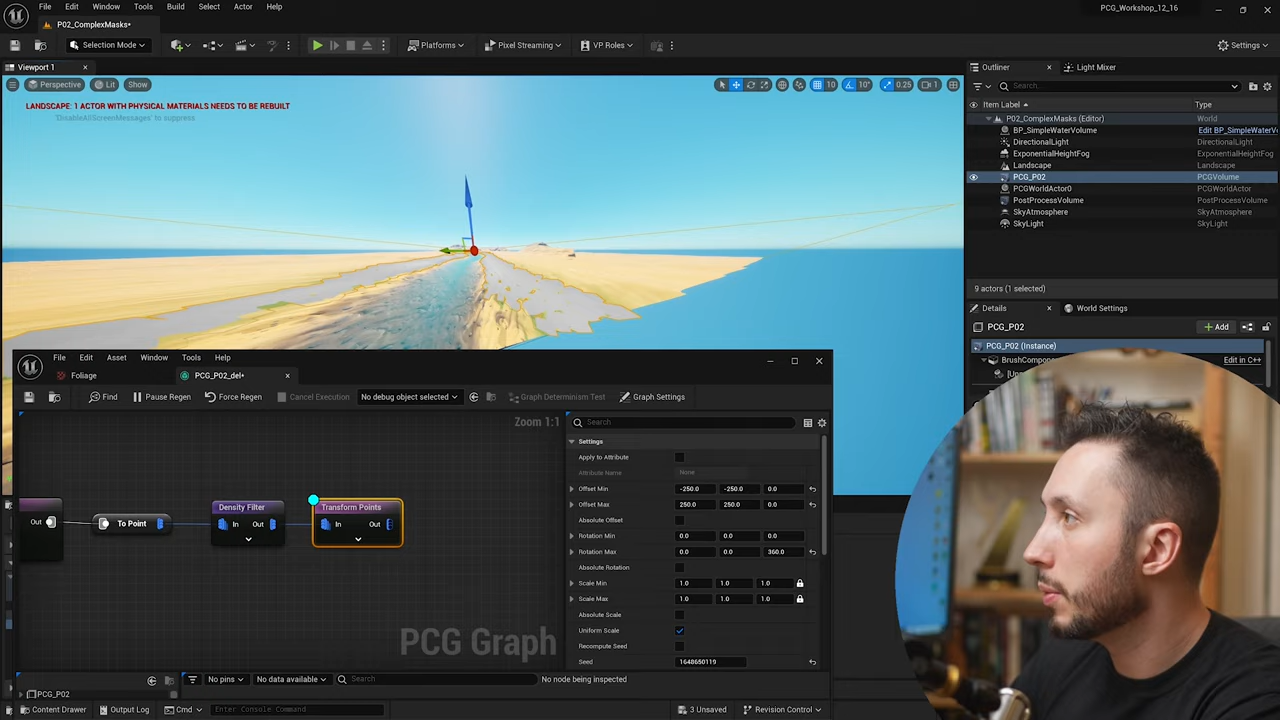 File Edit Window Tools Build Select Actor Help
PCG_Workshop_12_16
P02_ComplexMasks*
Selection Mode
Platforms
Pixel Streaming
VP Roles
Settings
Viewport 1
Outliner
Light Mixer
Perspective Lit Show
10 10° 0.25 1
Search...
LANDSCAPE: 1 ACTOR WITH PHYSICAL MATERIALS NEEDS TO BE REBUILT
'DisableAllScreenMessages' to suppress
Item Label Type
P02_ComplexMasks (Editor) World
BP_SimpleWaterVolume Edit BP_SimpleWaterV
DirectionalLight DirectionalLight
ExponentialHeightFog ExponentialHeightFog
Landscape Landscape
PCG_P02 PCGVolume
PCGWorldActor0 PCGWorldActor
PostProcessVolume PostProcessVolume
SkyAtmosphere SkyAtmosphere
SkyLight SkyLight
9 actors (1 selected)
Details World Settings
PCG_P02 Add
PCG_P02 (Instance)
Edit in C++
File Edit Asset Window Tools Help
Foliage PCG_P02_del*
Find Pause Regen Force Regen Cancel Execution No debug object selected Graph Determinism Test Graph Settings
Zoom 1:1
Search
Settings
Apply to Attribute
Attribute Name None
Offset Min -250.0 -250.0 0.0
Offset Max 250.0 250.0 0.0
Absolute Offset
Rotation Min 0.0 0.0 0.0
Rotation Max 0.0 0.0 360.0
Absolute Rotation
Scale Min 1.0 1.0 1.0
Scale Max 1.0 1.0 1.0
Absolute Scale
Uniform Scale
Recompute Seed
Seed 1648650119
Out
To Point
Density Filter
In Out
Transform Points
In Out
PCG Graph
No pins No data available Search No node being inspected
PCG_P02
Content Drawer Output Log Cmd Enter Console Command
3 Unsaved Revision Control